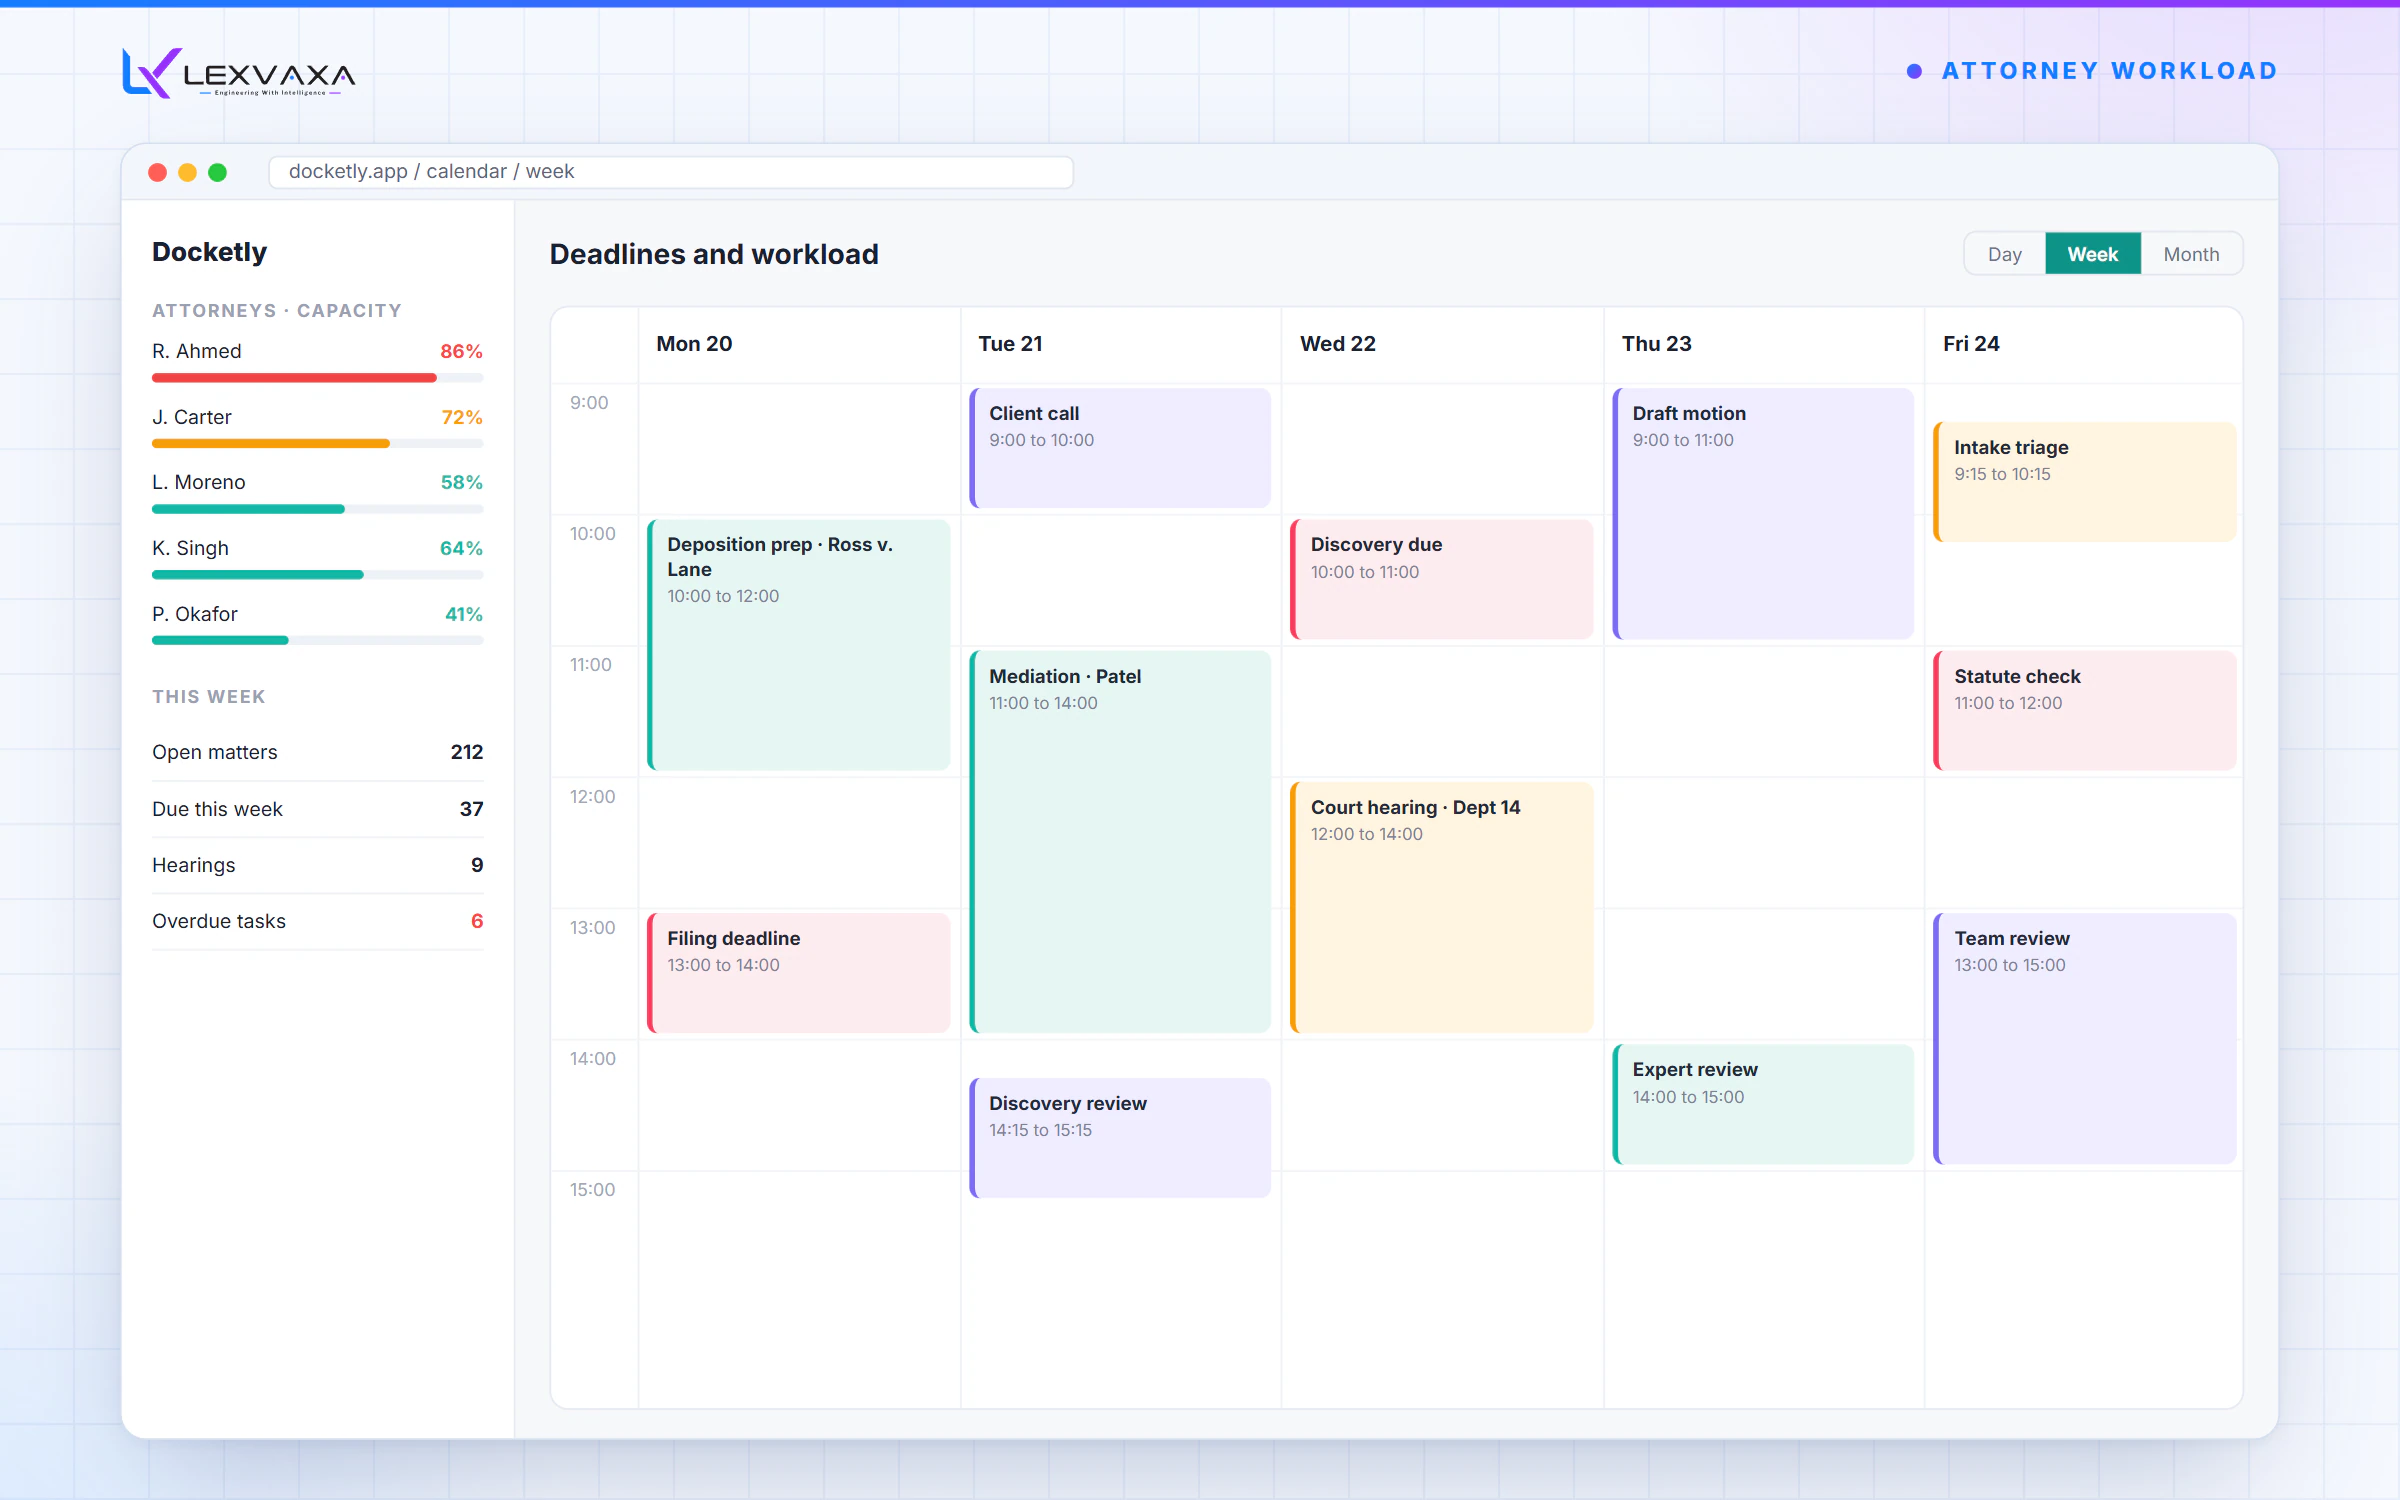 LEXVAXA
Engineering With Intelligence
ATTORNEY WORKLOAD
docketly.app / calendar / week
Docketly
ATTORNEYS · CAPACITY
R. Ahmed 86%
J. Carter 72%
L. Moreno 58%
K. Singh 64%
P. Okafor 41%
THIS WEEK
Open matters 212
Due this week 37
Hearings 9
Overdue tasks 6
Deadlines and workload
Day Week Month
Mon 20 Tue 21 Wed 22 Thu 23 Fri 24
9:00
10:00
11:00
12:00
13:00
14:00
15:00
Deposition prep · Ross v.
Lane
10:00 to 12:00
Filing deadline
13:00 to 14:00
Client call
9:00 to 10:00
Mediation · Patel
11:00 to 14:00
Discovery review
14:15 to 15:15
Discovery due
10:00 to 11:00
Court hearing · Dept 14
12:00 to 14:00
Draft motion
9:00 to 11:00
Expert review
14:00 to 15:00
Intake triage
9:15 to 10:15
Statute check
11:00 to 12:00
Team review
13:00 to 15:00